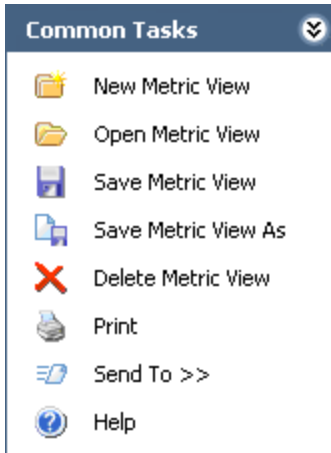 Common Tasks
New Metric View
Open Metric View
Save Metric View
Save Metric View As
Delete Metric View
Print
Send To >>
Help